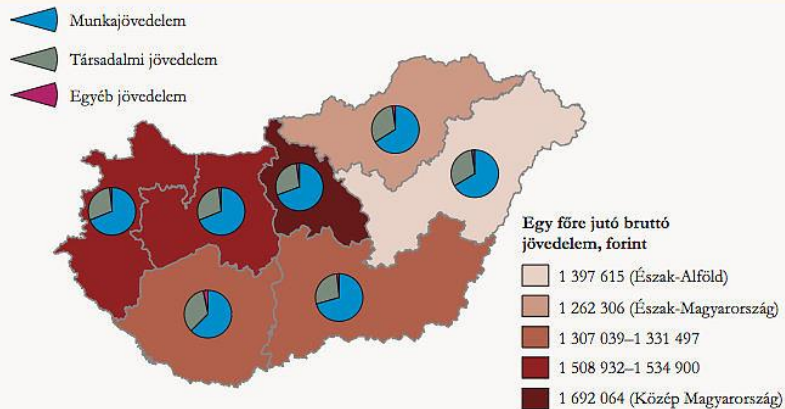 Munkajövedelem
Társadalmi jövedelem
Egyéb jövedelem
Egy főre jutó bruttó
jövedelem, forint
1 397 615 (Észak-Alföld)
1 262 306 (Észak-Magyarország)
1 307 039–1 331 497
1 508 932–1 534 900
1 692 064 (Közép Magyarország)